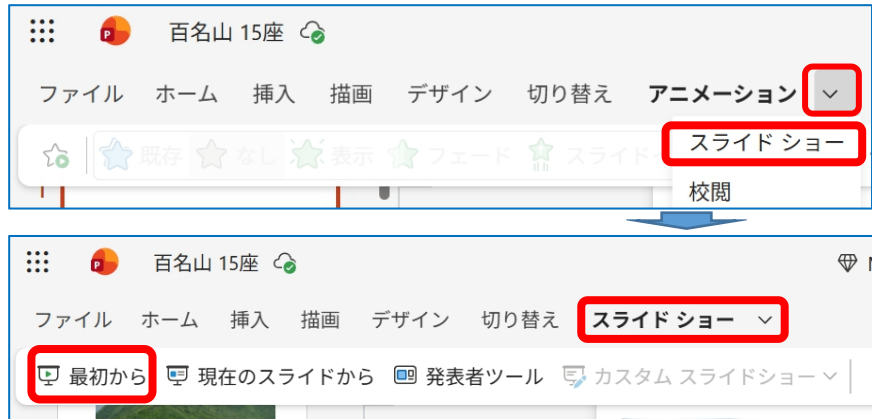 百名山 15座
ファイル ホーム 挿入 描画 デザイン 切り替え アニメーション
既存 なし 表示 フェード スライド
スライド ショー
校閲
百名山 15座
ファイル ホーム 挿入 描画 デザイン 切り替え スライド ショー
最初から 現在のスライドから 発表者ツール カスタム スライドショー